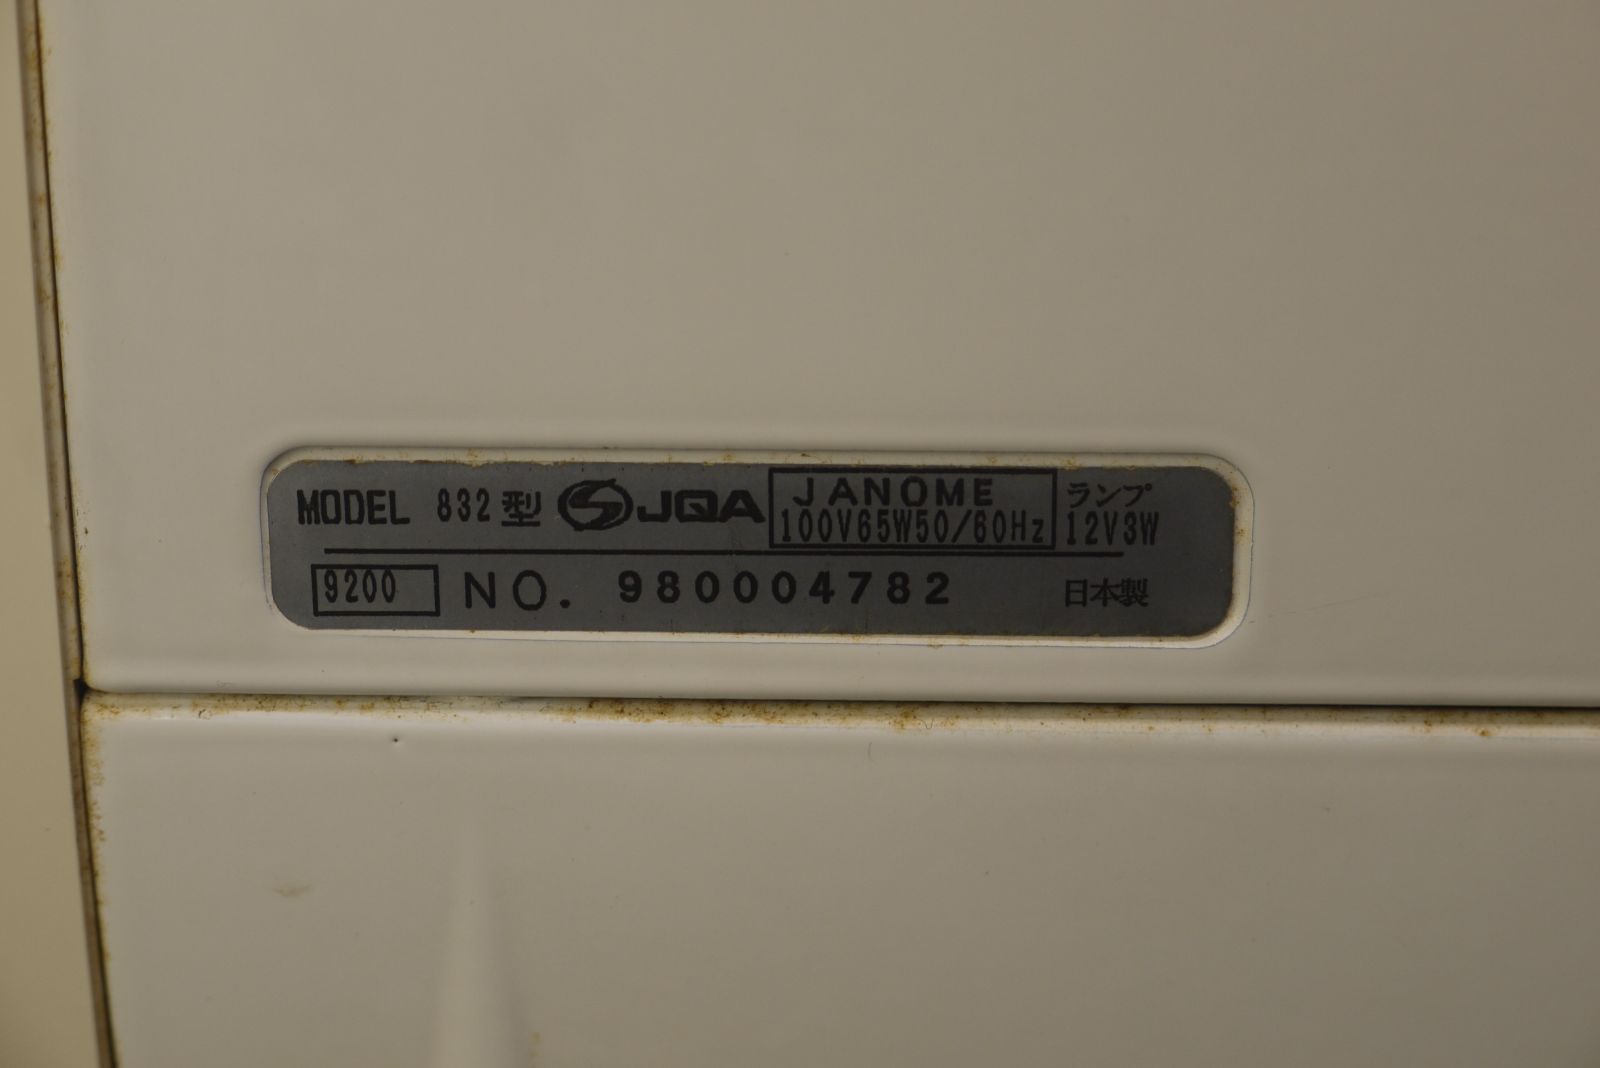 MODEL 832型 JQA JANOME ランプ
100V65W50/60Hz 12V3W
9200 NO. 980004782 日本製